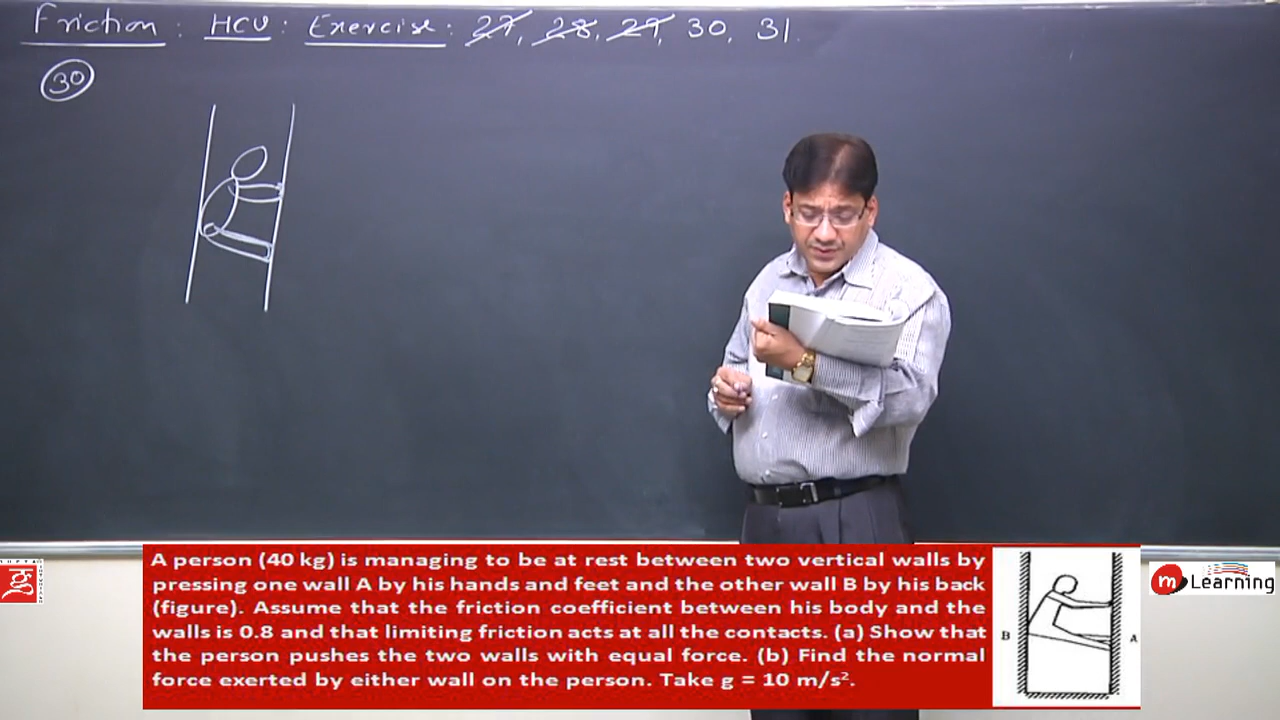 Friction : HCV : Exercise : 27, 28, 29, 30, 31.
30
A person (40 kg) is managing to be at rest between two vertical walls by
pressing one wall A by his hands and feet and the other wall B by his back
(figure). Assume that the friction coefficient between his body and the
walls is 0.8 and that limiting friction acts at all the contacts. (a) Show that
the person pushes the two walls with equal force. (b) Find the normal
force exerted by either wall on the person. Take g = 10 m/s².
B
A
m Learning